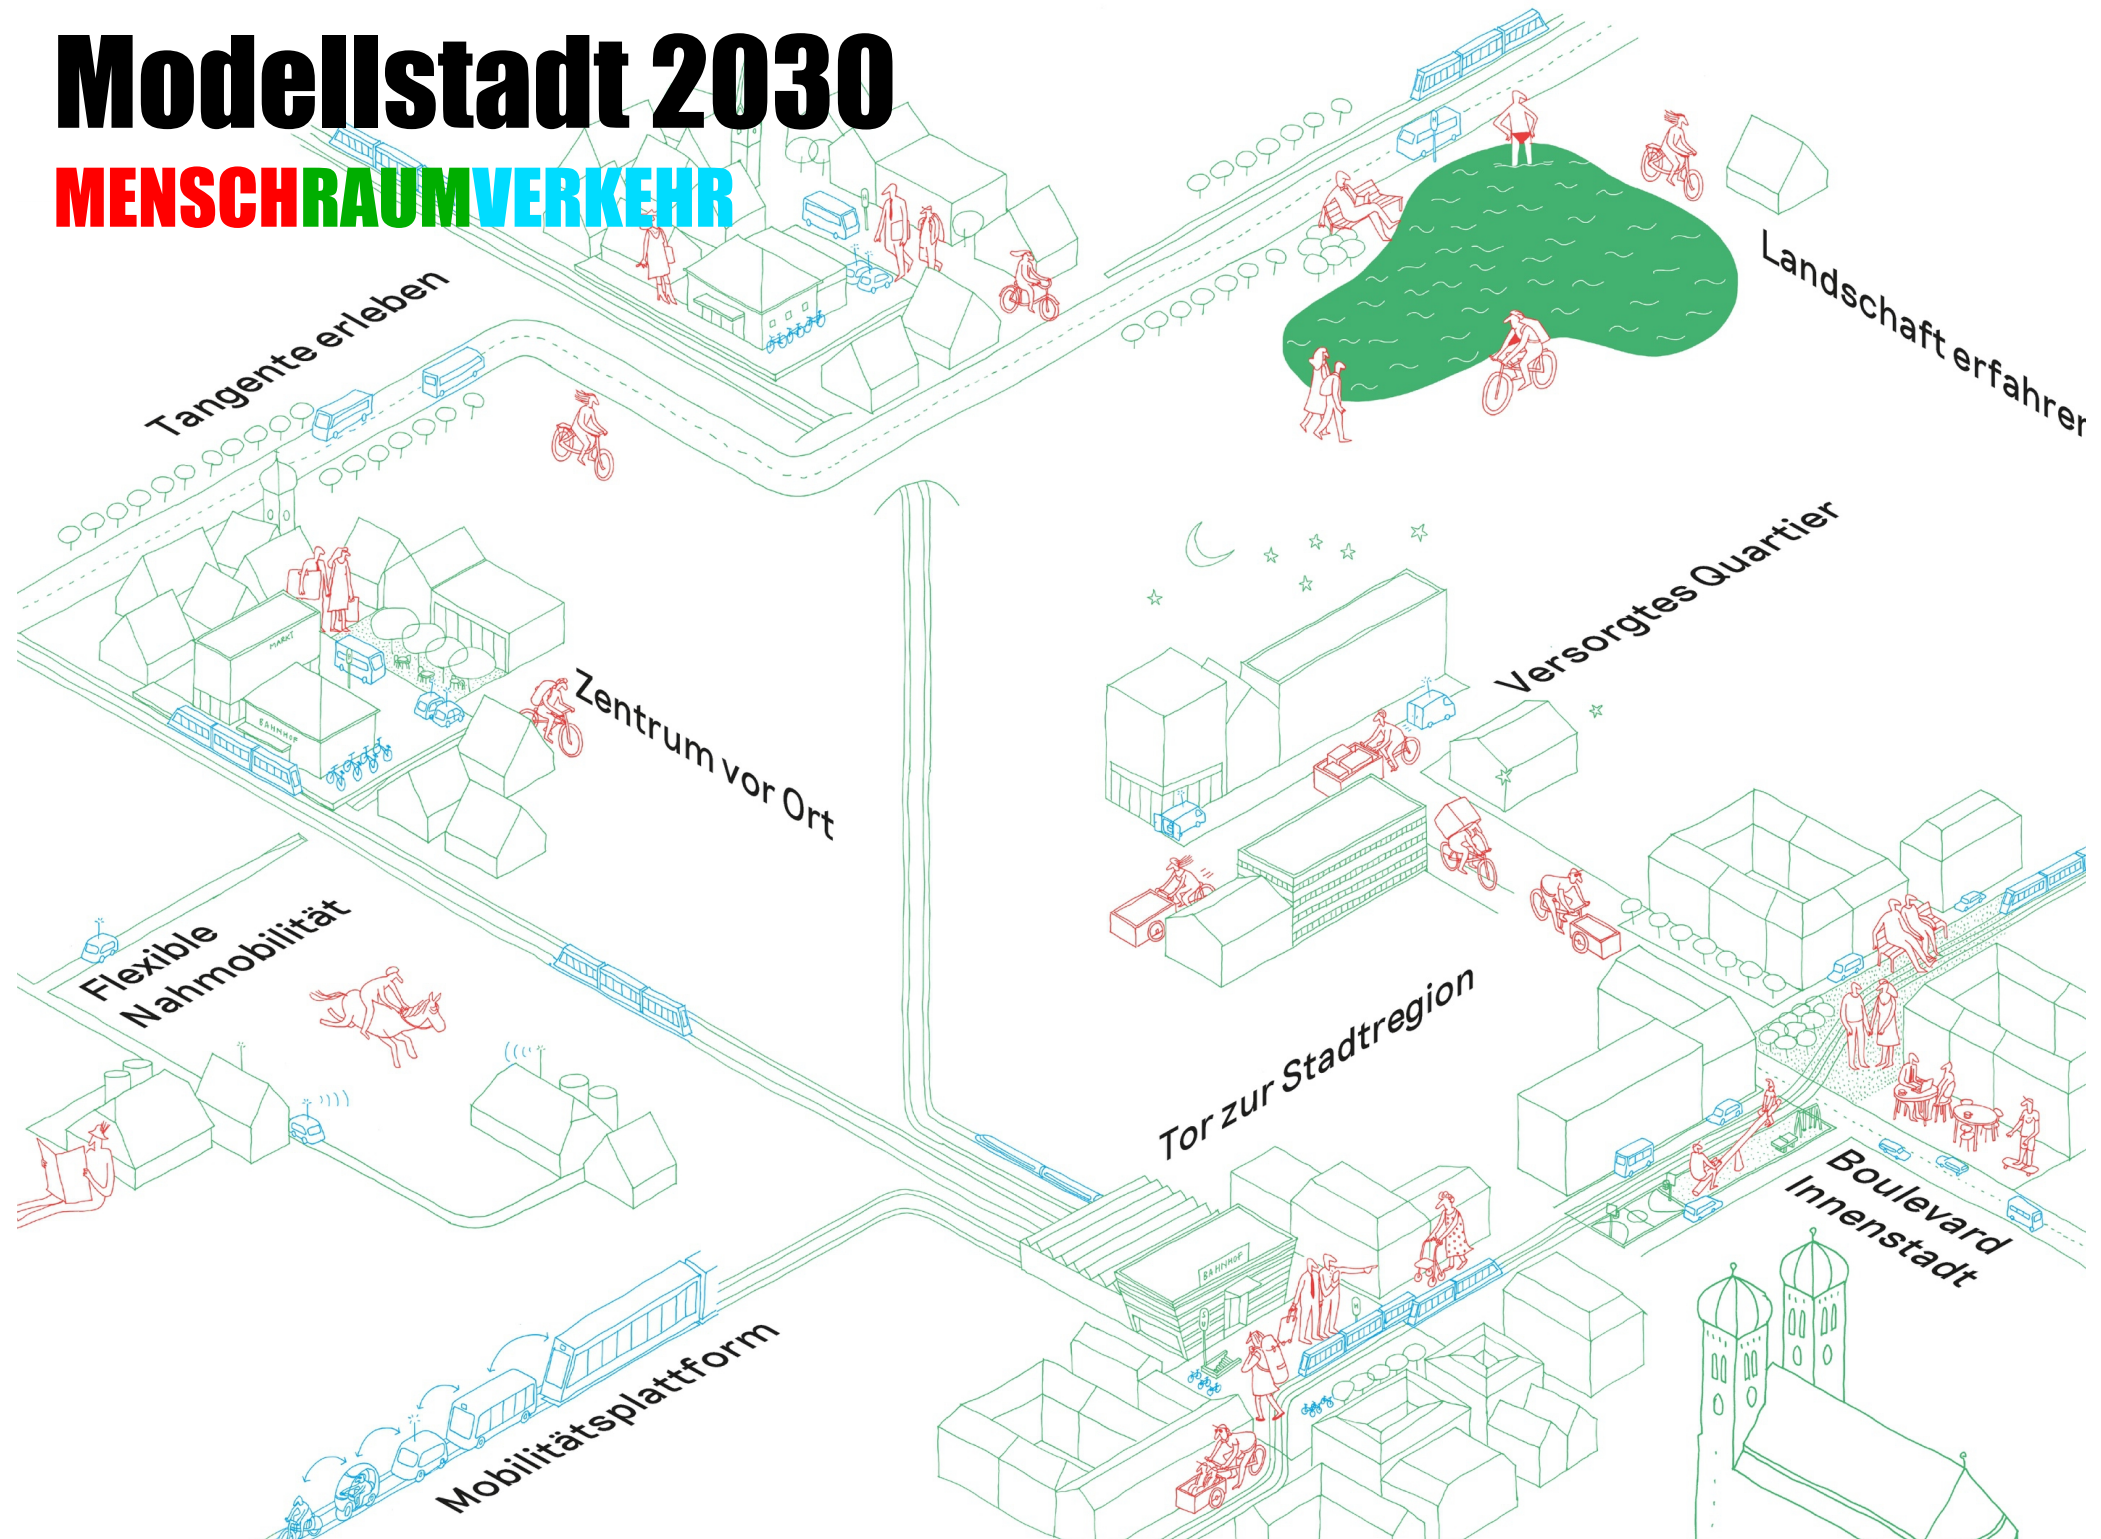 Modellstadt 2030
MENSCHRAUMVERKEHR
Tangente erleben
Landschaft erfahren
Versorgtes Quartier
MARKT
BAHNHOF
Zentrum vor Ort
Flexible
Nahmobilität
Tor zur Stadtregion
Boulevard
Innenstadt
BAHNHOF
Mobilitätsplattform